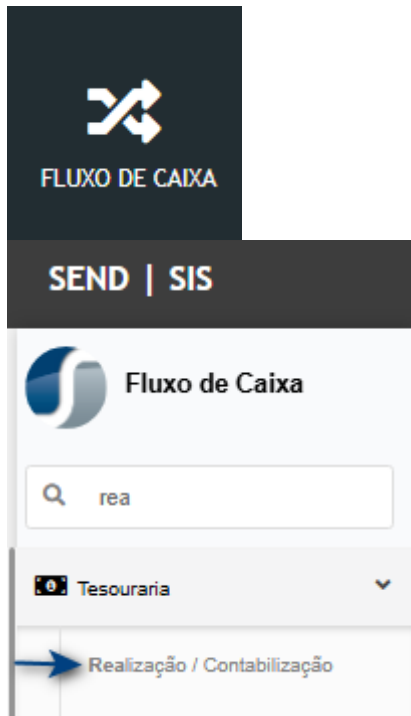 FLUXO DE CAIXA
SEND | SIS
Fluxo de Caixa
rea
Tesouraria
Realização / Contabilização